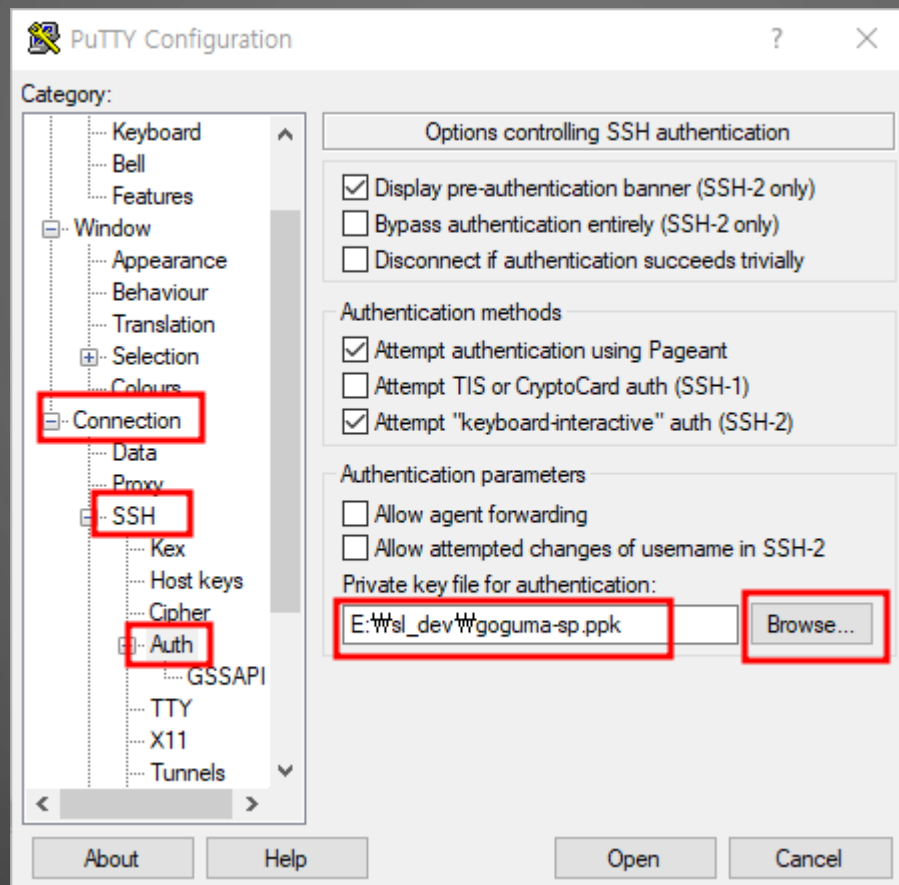 PuTTY Configuration
Category:
Keyboard
Bell
Features
Window
Appearance
Behaviour
Translation
Selection
Colours
Connection
Data
Proxy
SSH
Kex
Host keys
Cipher
Auth
GSSAPI
TTY
X11
Tunnels
Options controlling SSH authentication
Display pre-authentication banner (SSH-2 only)
Bypass authentication entirely (SSH-2 only)
Disconnect if authentication succeeds trivially
Authentication methods
Attempt authentication using Pageant
Attempt TIS or CryptoCard auth (SSH-1)
Attempt "keyboard-interactive" auth (SSH-2)
Authentication parameters
Allow agent forwarding
Allow attempted changes of username in SSH-2
Private key file for authentication:
E:₩sl_dev₩goguma-sp.ppk
Browse...
About
Help
Open
Cancel